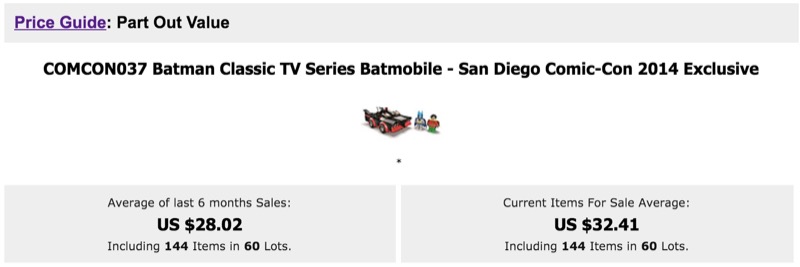 Price Guide: Part Out Value
COMCON037 Batman Classic TV Series Batmobile - San Diego Comic-Con 2014 Exclusive
*
Average of last 6 months Sales:
US $28.02
Including 144 Items in 60 Lots.
Current Items For Sale Average:
US $32.41
Including 144 Items in 60 Lots.